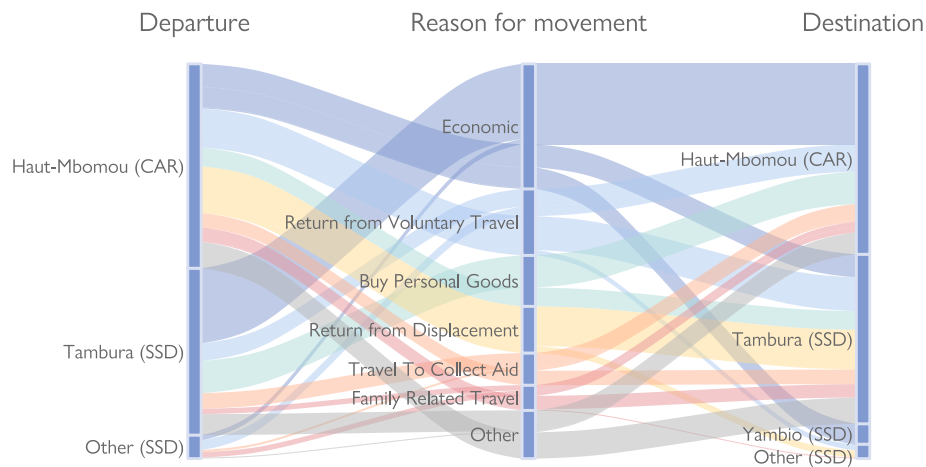 Departure
Reason for movement
Destination
Haut-Mbomou (CAR)
Tambura (SSD)
Other (SSD)
Economic
Return from Voluntary Travel
Buy Personal Goods
Return from Displacement
Travel To Collect Aid
Family Related Travel
Other
Haut-Mbomou (CAR)
Tambura (SSD)
Yambio (SSD)
Other (SSD)